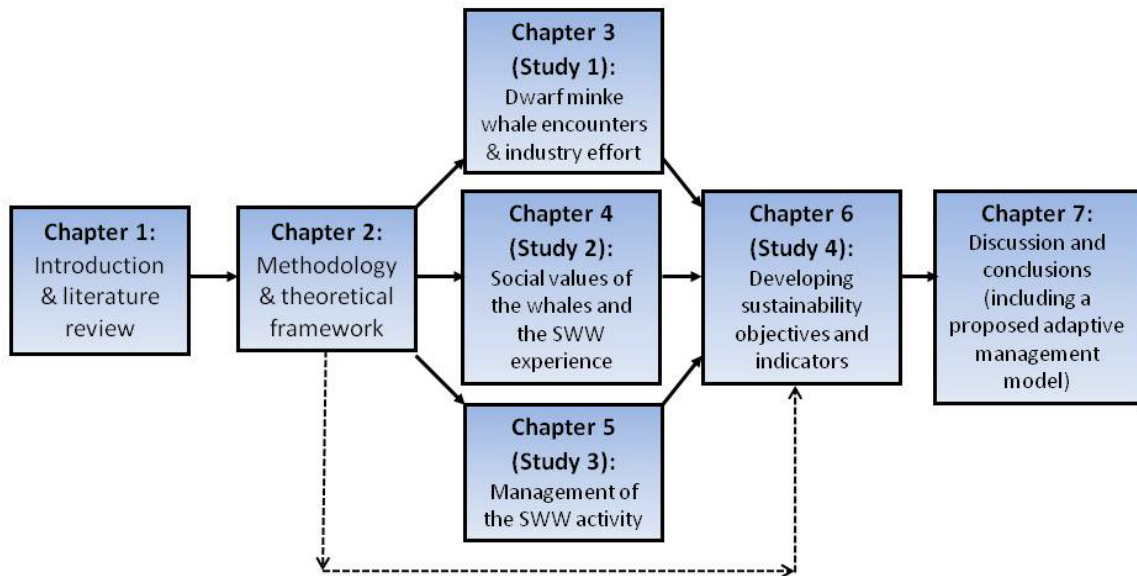 Chapter 1:
Introduction
& literature
review
Chapter 2:
Methodology
& theoretical
framework
Chapter 3
(Study 1):
Dwarf minke
whale encounters
& industry effort
Chapter 4
(Study 2):
Social values of
the whales and
the SWW
experience
Chapter 5
(Study 3):
Management of
the SWW activity
Chapter 6
(Study 4):
Developing
sustainability
objectives and
indicators
Chapter 7:
Discussion and
conclusions
(including a
proposed adaptive
management
model)